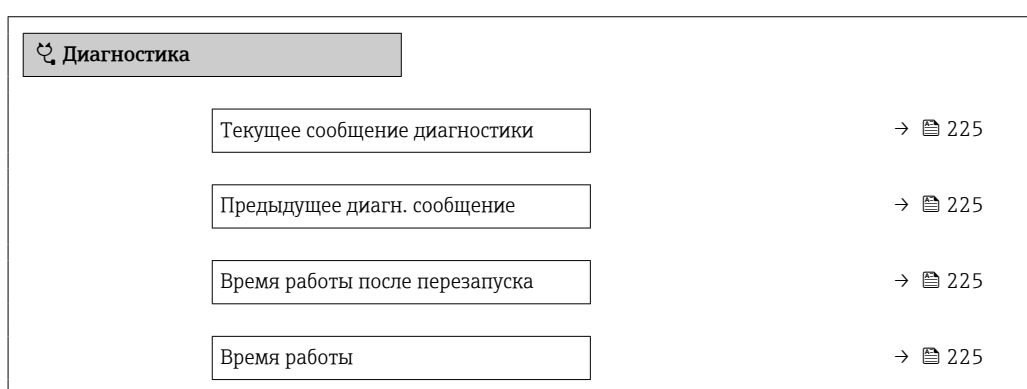 Диагностика
Текущее сообщение диагностики → 225
Предыдущее диагн. сообщение → 225
Время работы после перезапуска → 225
Время работы → 225